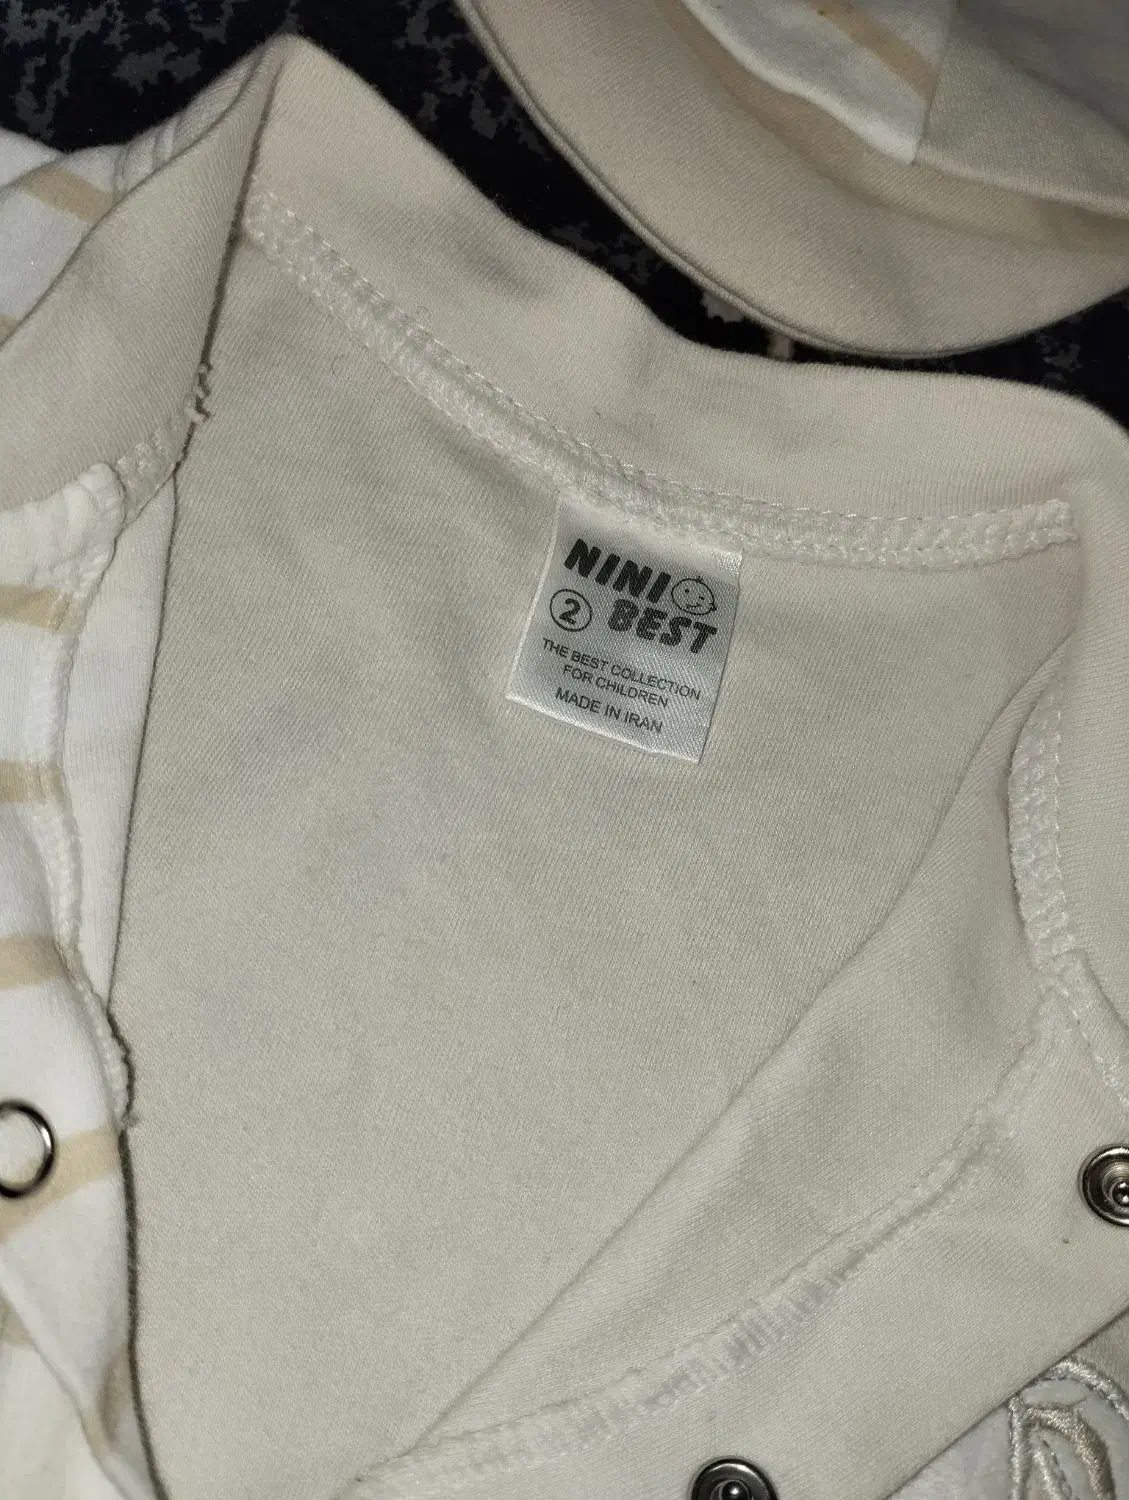 NINI
2 BEST
THE BEST COLLECTION
FOR CHILDREN
MADE IN IRAN